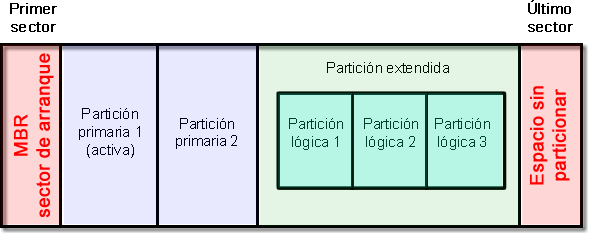 Primer
sector
Último
sector
MBR
sector de arranque
Partición
primaria 1
(activa)
Partición
primaria 2
Partición extendida
Partición
lógica 1
Partición
lógica 2
Partición
lógica 3
Espacio sin
particionar